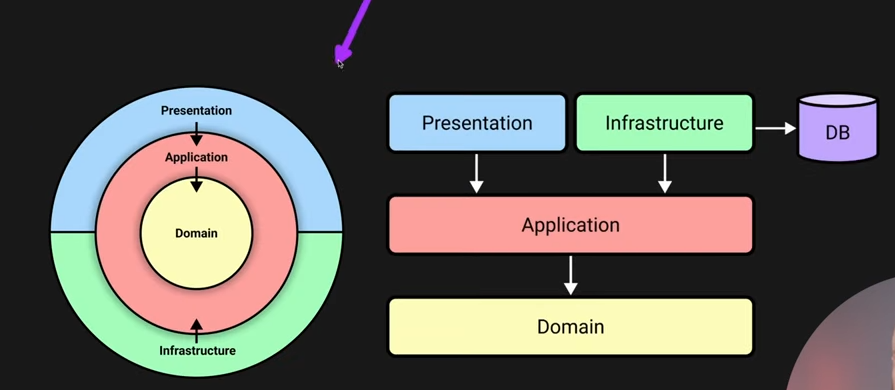 Presentation
Application
Domain
Infrastructure
Presentation
Infrastructure
DB
Application
Domain